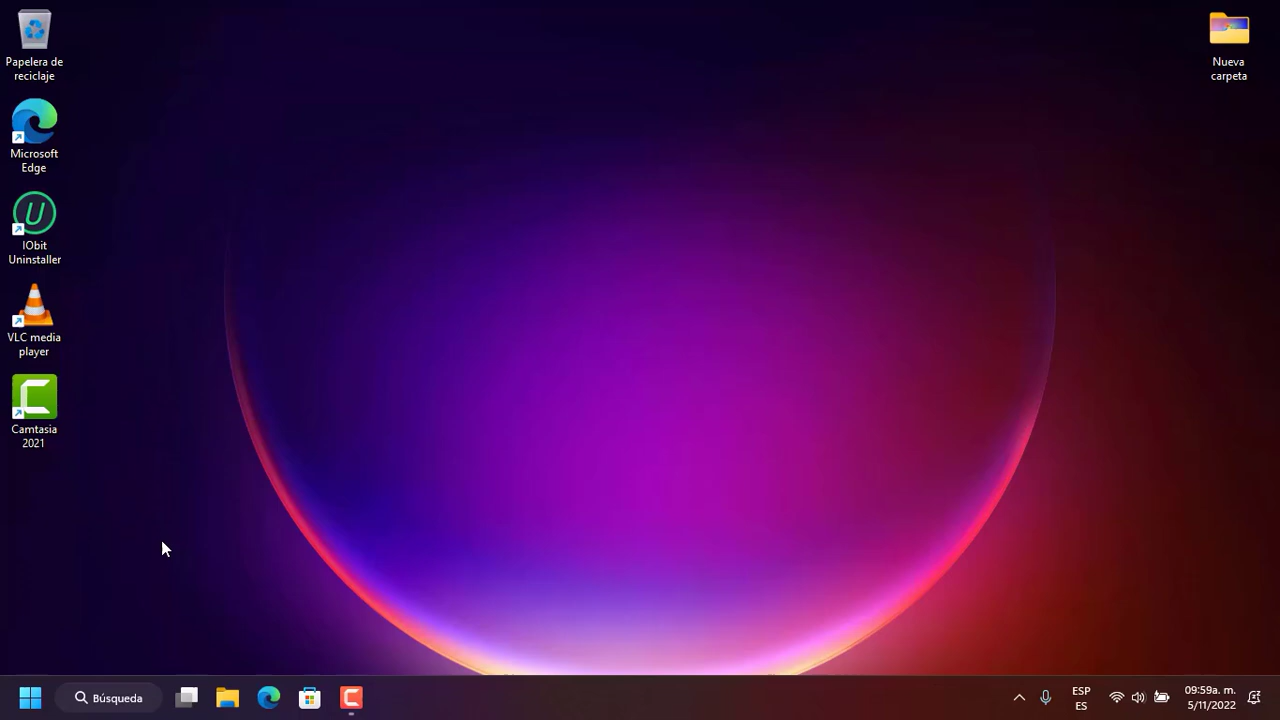 Papelera de
reciclaje
Microsoft
Edge
IObit
Uninstaller
VLC media
player
Camtasia
2021
Nueva
carpeta
Búsqueda
ESP
ES
09:59a. m.
5/11/2022